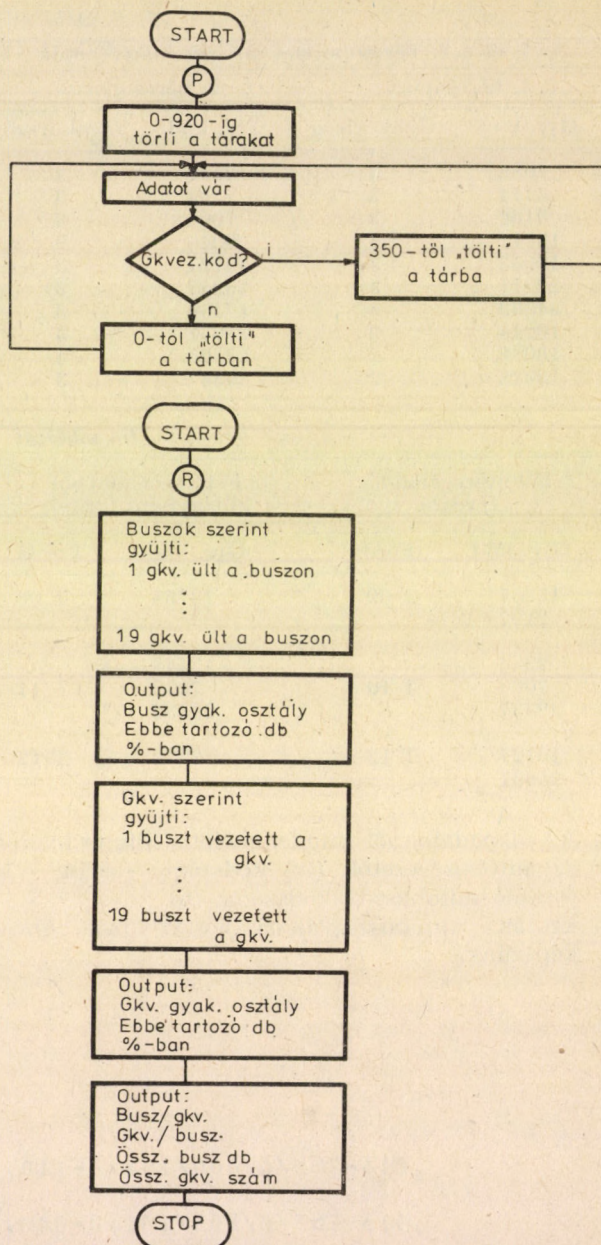 START
P
0-920-ig
törli a tárakat
Adatot vár
Gkvez. kód?
i
350-től „tölti"
a tárba
n
0-tól „tölti"
a tárban
START
R
Buszok szerint
gyüjti:
1 gkv. ült a buszon
19 gkv. ült a buszon
Output:
Busz gyak. osztály
Ebbe tartozó db
%-ban
Gkv. szerint
gyüjti:
1 buszt vezetett a
gkv.
19 buszt vezetett
a gkv.
Output:
Gkv. gyak. osztály
Ebbe tartozó db
%-ban
Output:
Busz/gkv.
Gkv./busz.
Össz. busz db
Össz. gkv. szám
STOP